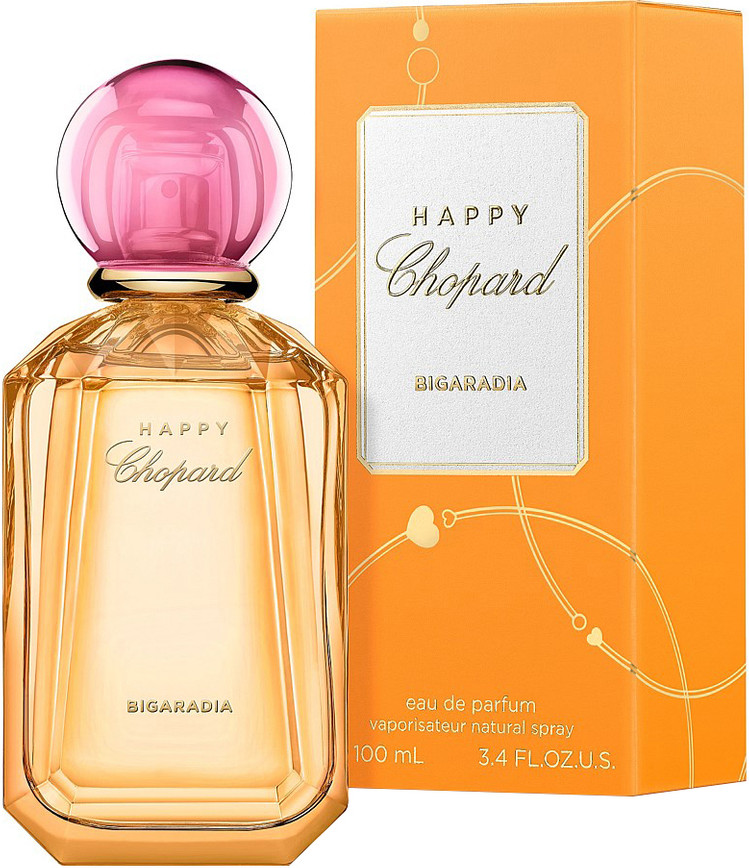 HAPPY
Chopard
BIGARADIA
HAPPY
Chopard
BIGARADIA
eau de parfum
vaporisateur natural spray
100 mL 3.4 FL.OZ.U.S.